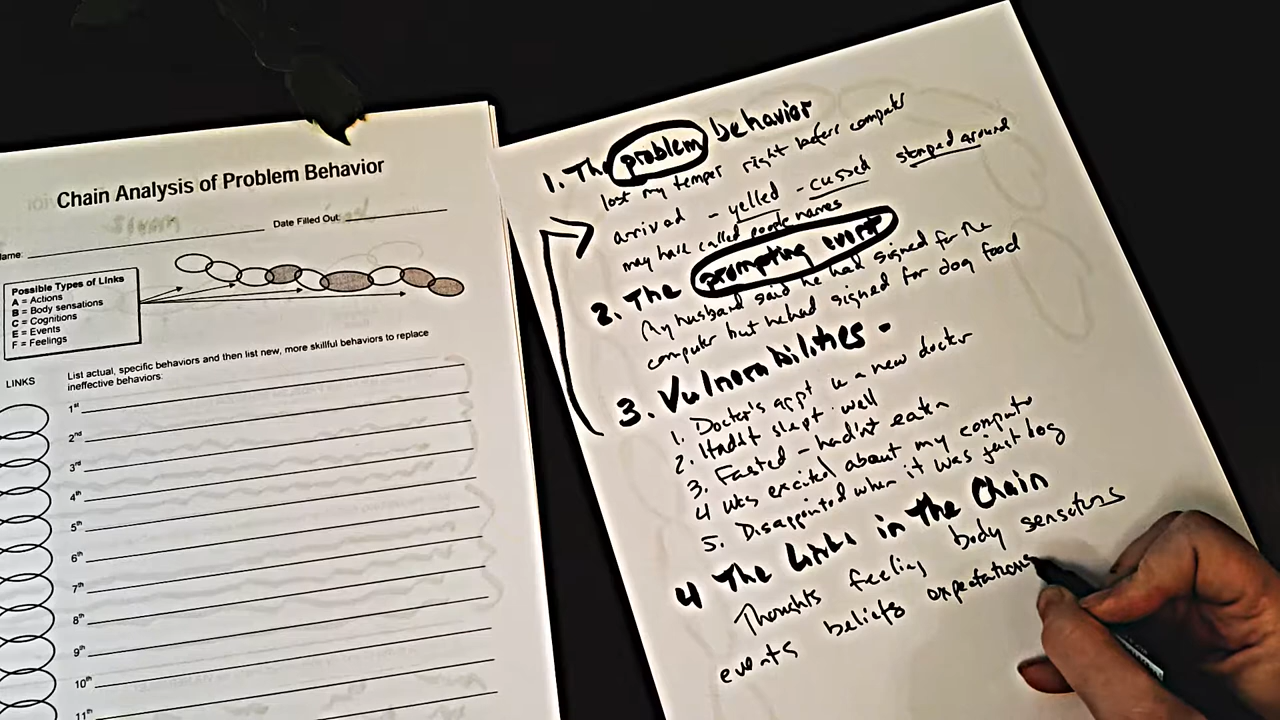 Chain Analysis of Problem Behavior
Name:
Date Filled Out:
Possible Types of Links
A = Actions
B = Body sensations
C = Cognitions
E = Events
F = Feelings
LINKS
List actual, specific behaviors and then list new, more skillful behaviors to replace
ineffective behaviors:
1st
2nd
3rd
4th
5th
6th
7th
8th
9th
10th
11th
1. The problem behavior
lost my temper right before computer
arrived - yelled - cussed stomped around
may have called people names
2. The prompting event
My husband said he had signed for the
computer but he had signed for dog food
3. Vulnerabilities -
1. Doctor's appt w a new doctor
2. Hadn't slept well
3. Fasted - hadn't eaten
4 Was excited about my computer
5. Disappointed when it was just dog
4 The Links in The Chain
Thoughts feeling body sensations
events beliefs expectations